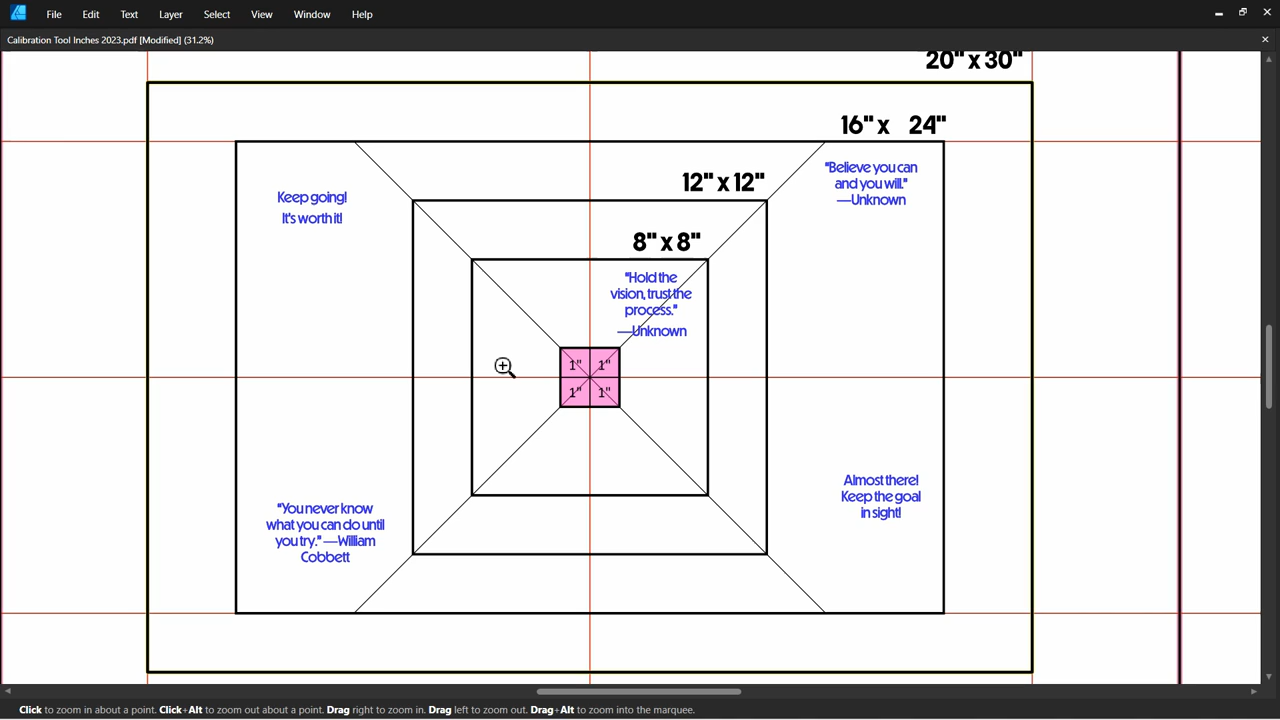 File Edit Text Layer Select View Window Help
Calibration Tool Inches 2023.pdf [Modified] (31.2%)
20" x 30"
16" x 24"
12" x 12"
8" x 8"
Keep going!
It's worth it!
"Believe you can
and you will."
—Unknown
"Hold the
vision, trust the
process."
—Unknown
1" 1"
1" 1"
"You never know
what you can do until
you try." —William
Cobbett
Almost there!
Keep the goal
in sight!
Click to zoom in about a point. Click+Alt to zoom out about a point. Drag right to zoom in. Drag left to zoom out. Drag+Alt to zoom into the marquee.